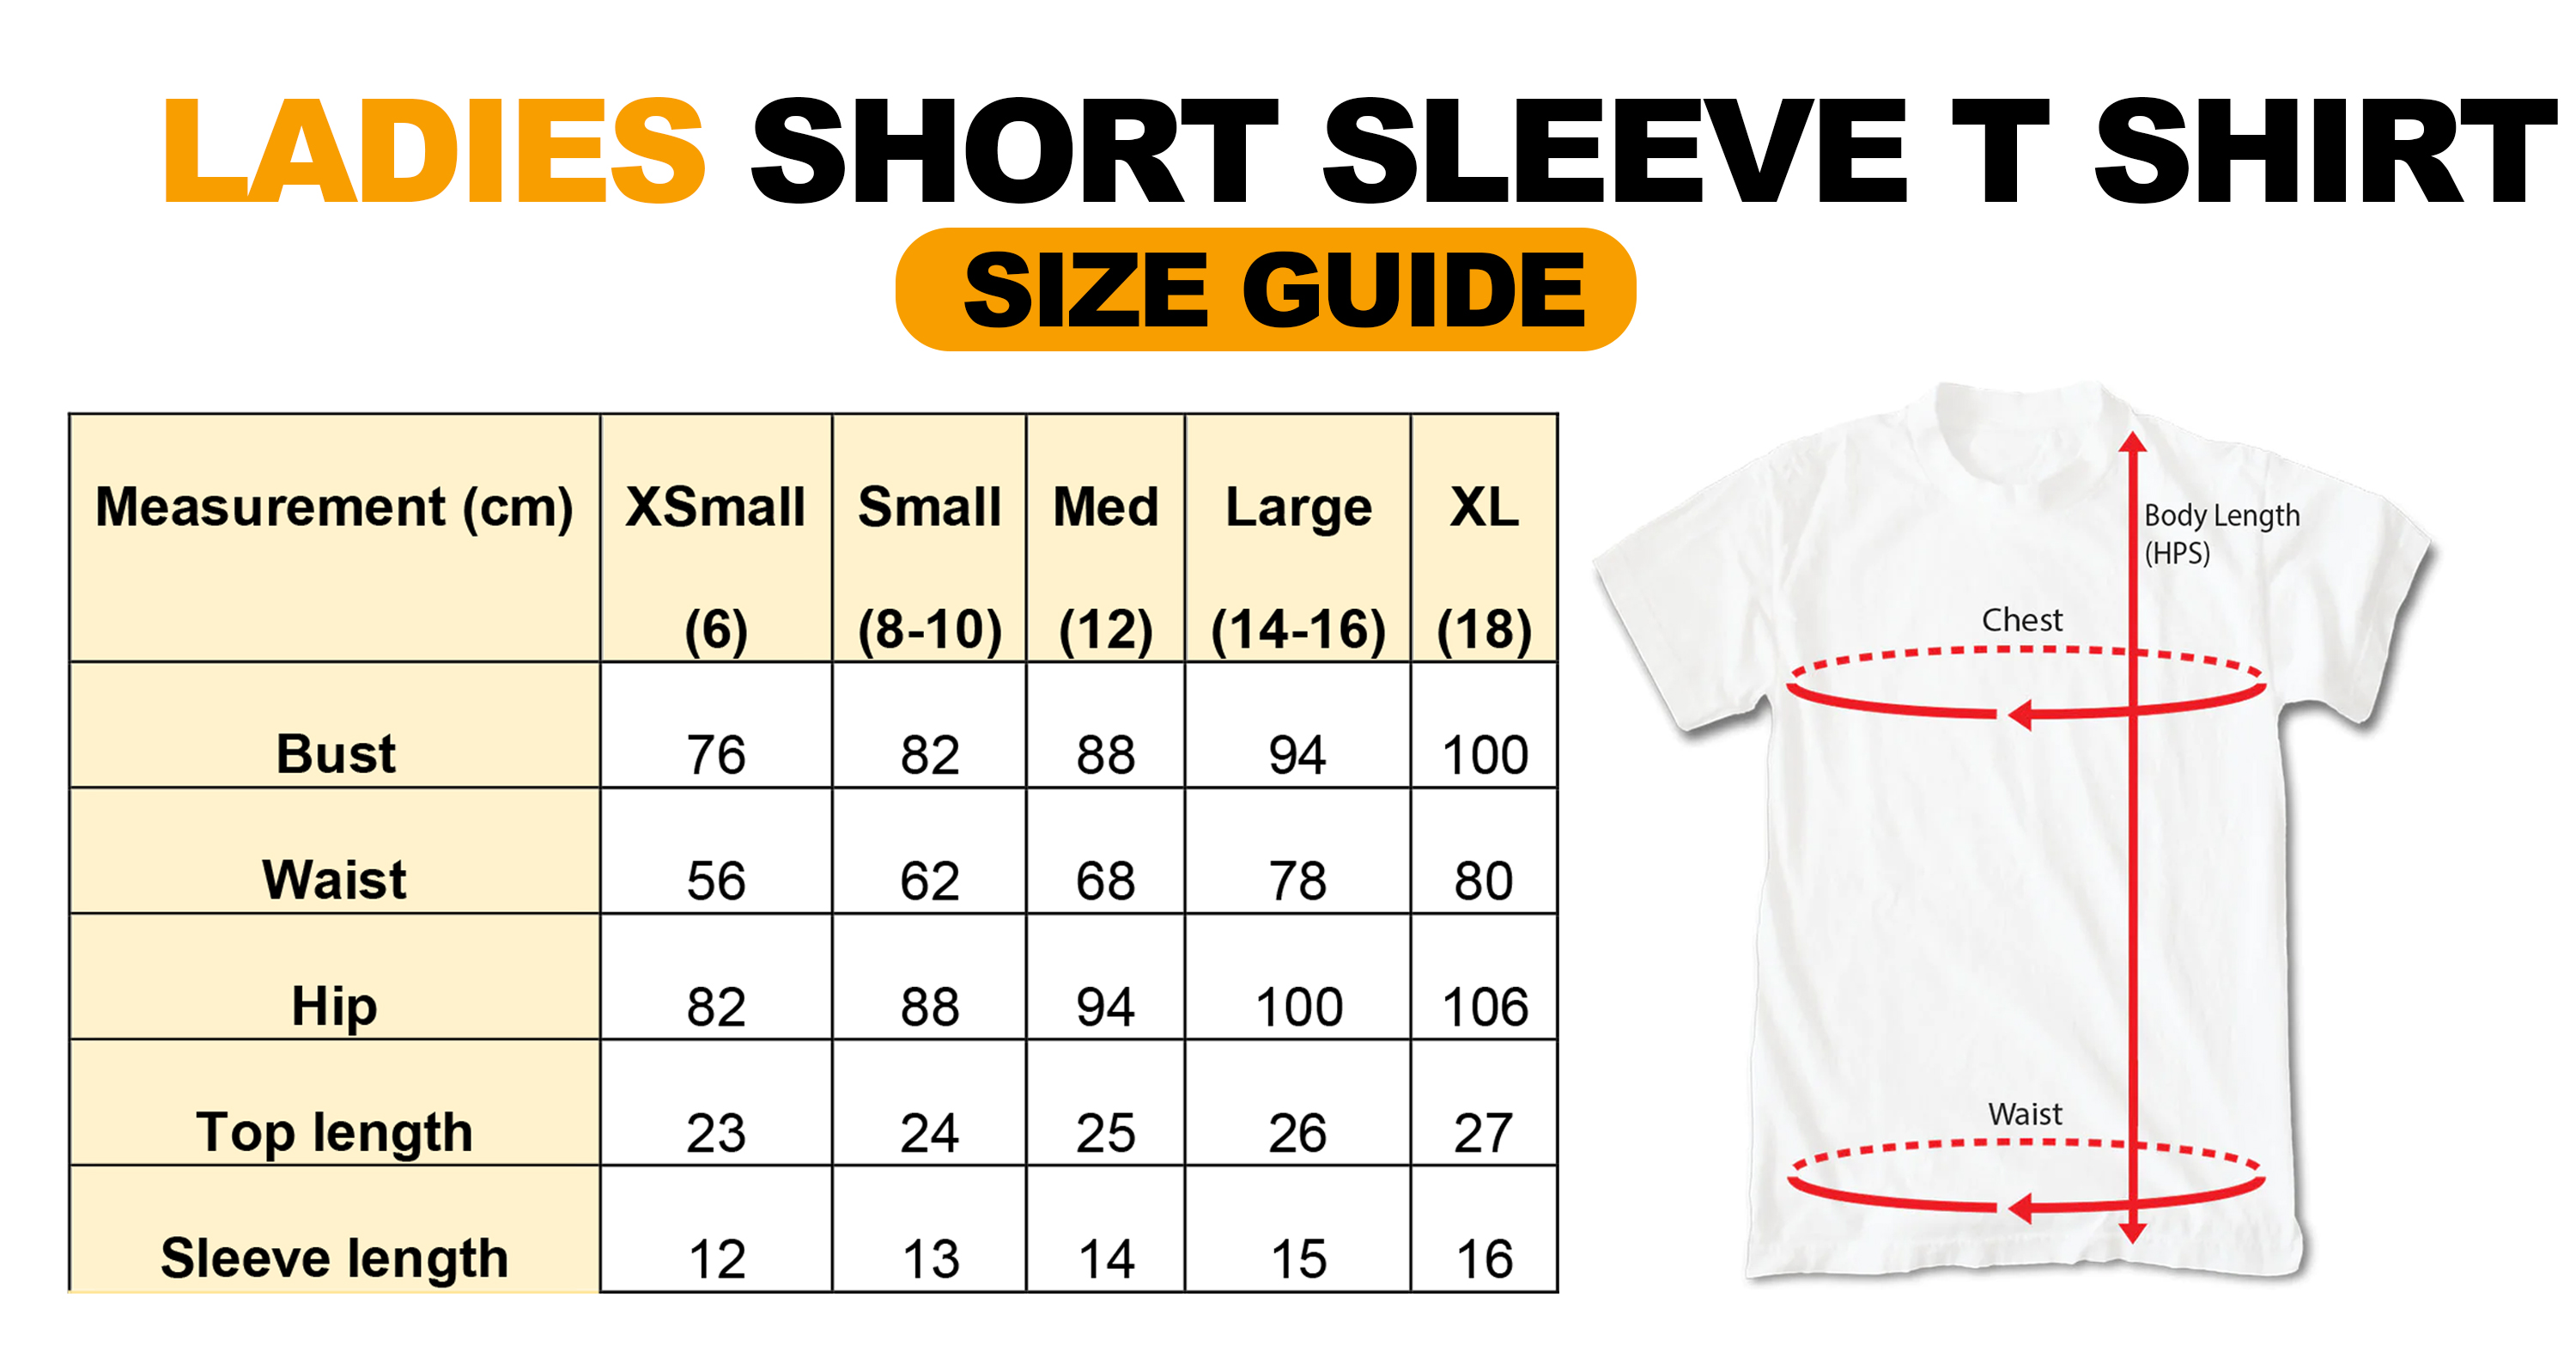 LADIES SHORT SLEEVE T SHIRT
SIZE GUIDE
Measurement (cm) XSmall Small Med Large XL
(6) (8-10) (12) (14-16) (18)
Bust 76 82 88 94 100
Waist 56 62 68 78 80
Hip 82 88 94 100 106
Top length 23 24 25 26 27
Sleeve length 12 13 14 15 16
Body Length
(HPS)
Chest
Waist